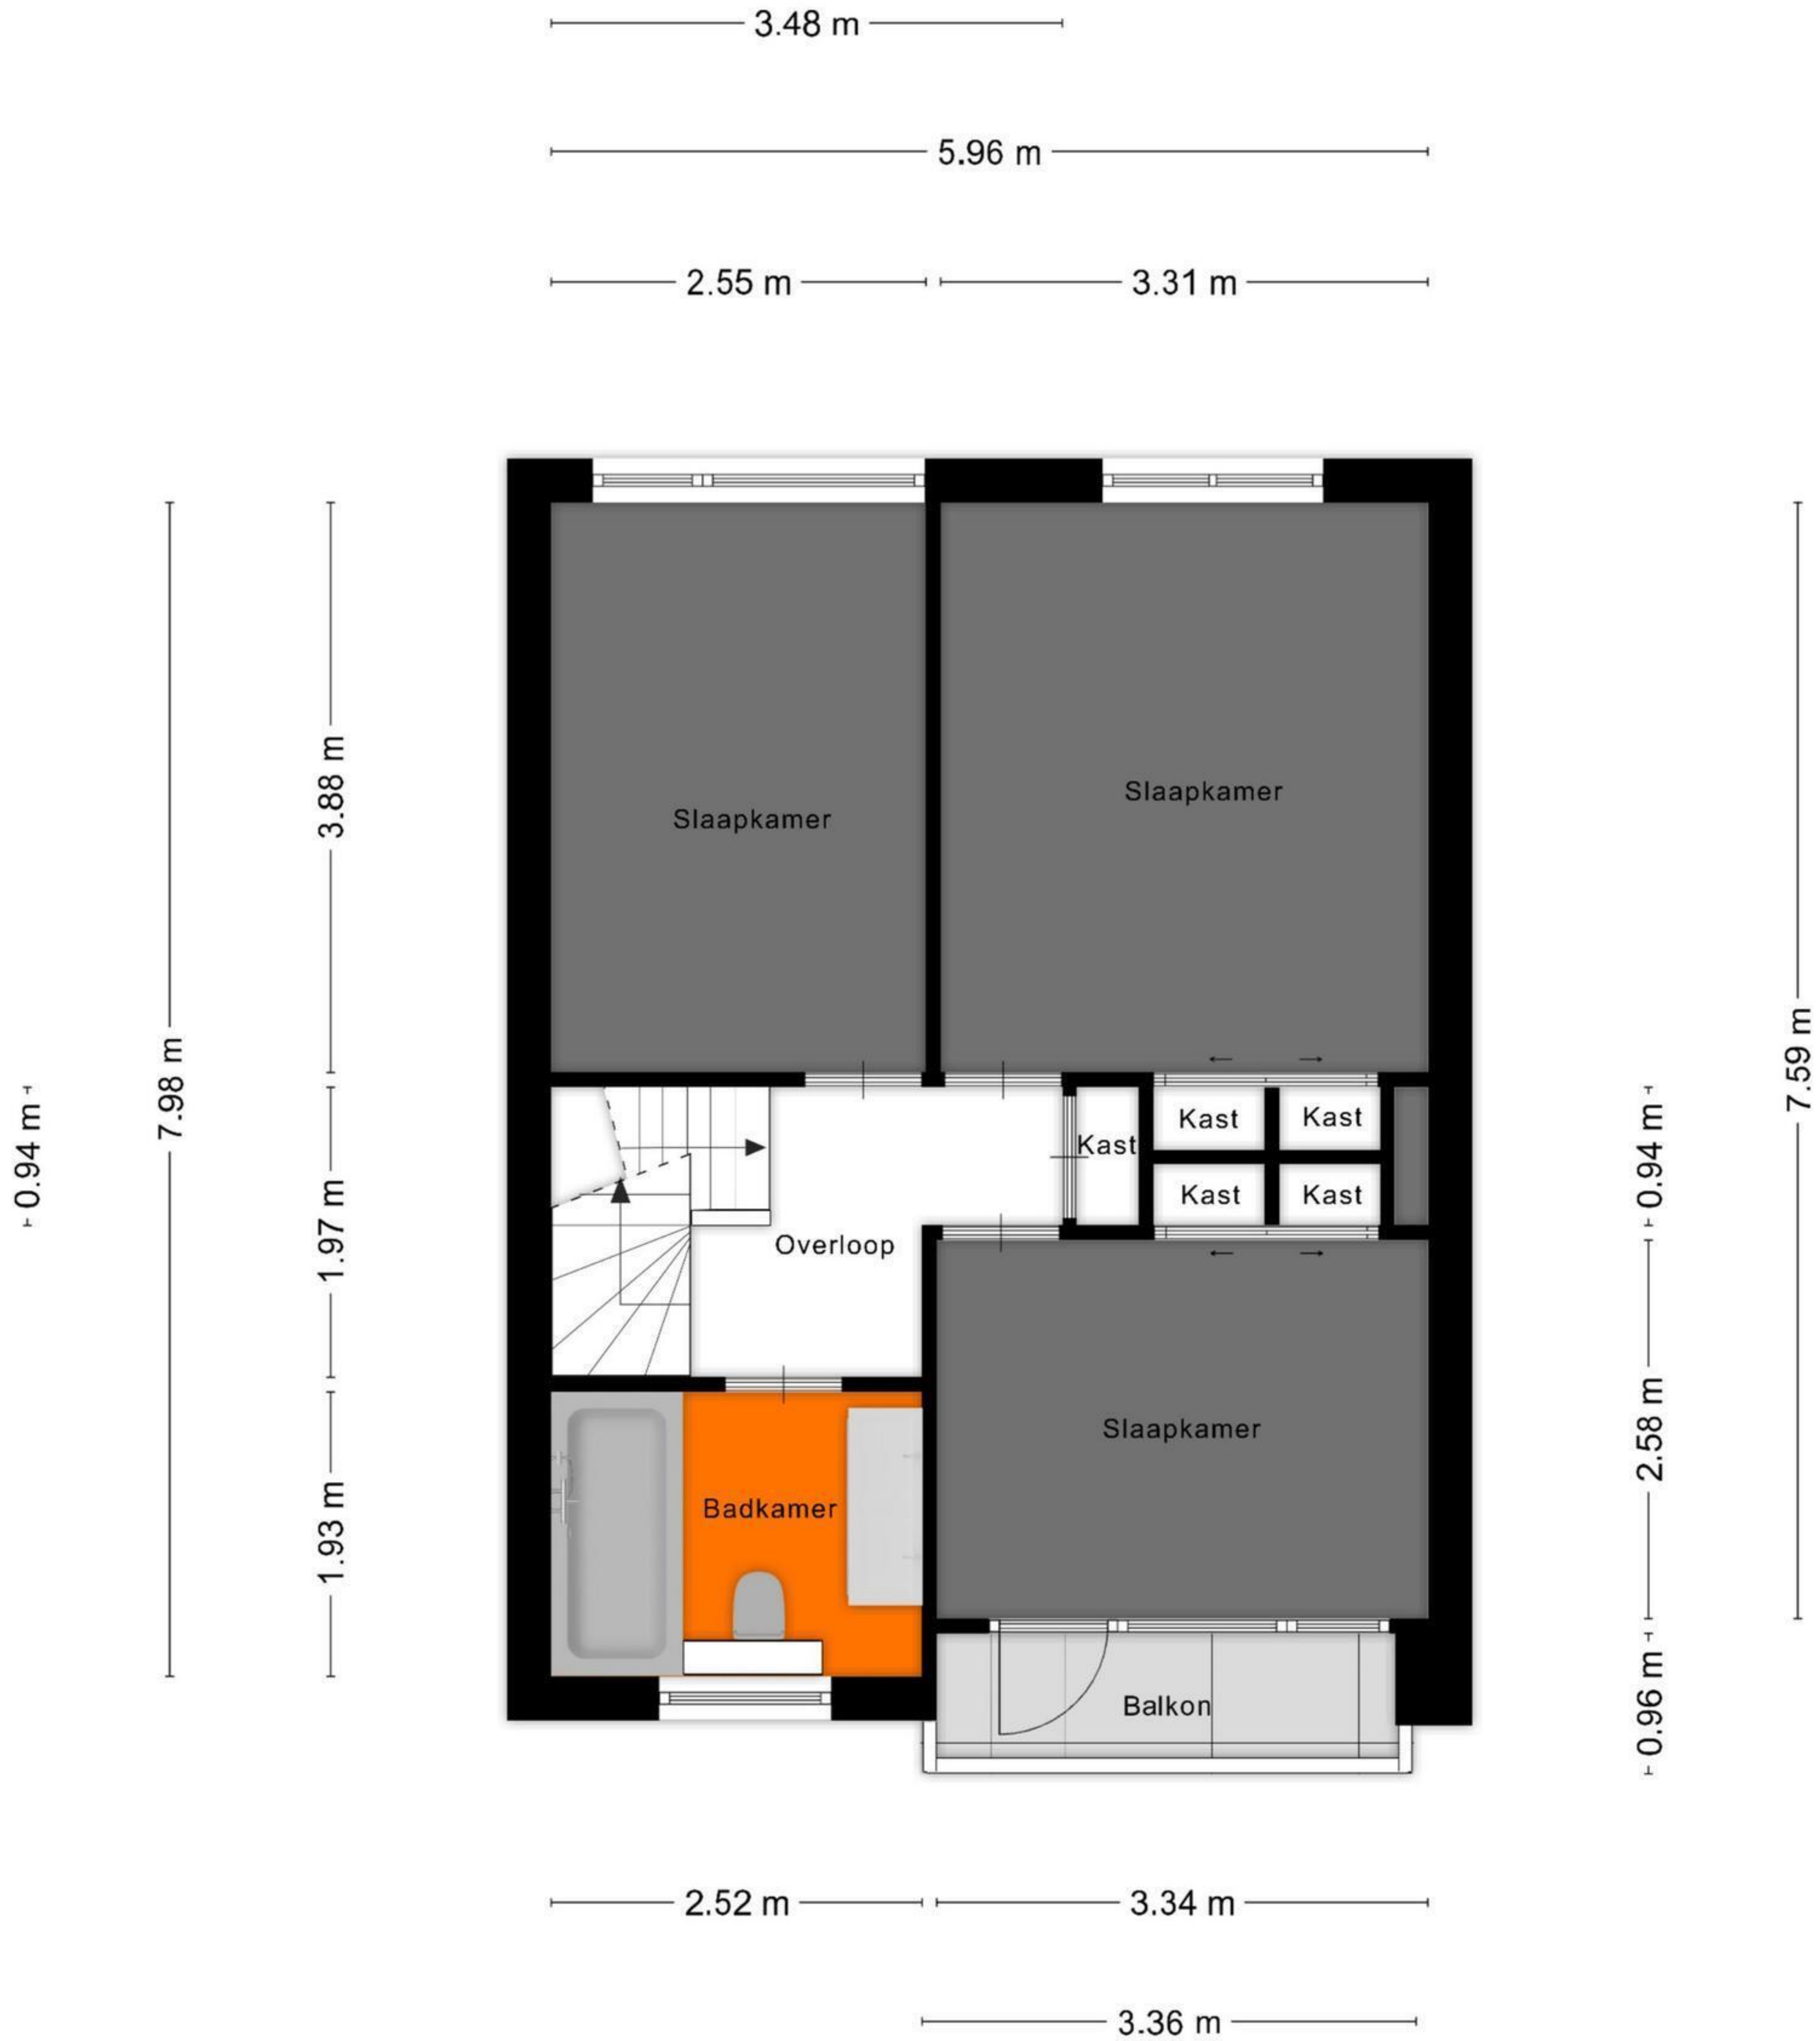 3.48 m
5.96 m
2.55 m
3.31 m
3.88 m
7.98 m
1.97 m
0.94 m
1.93 m
7.59 m
0.94 m
2.58 m
0.96 m
Slaapkamer
Slaapkamer
Kast
Kast
Kast
Kast
Kast
Overloop
Slaapkamer
Badkamer
Balkon
2.52 m
3.34 m
3.36 m